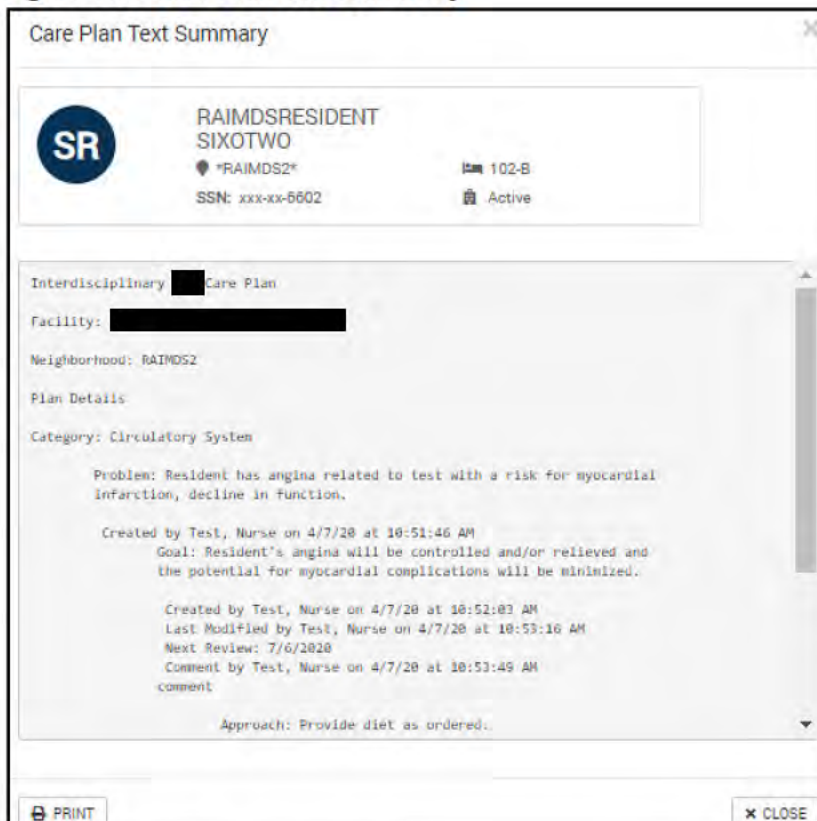 Care Plan Text Summary
SR
RAIMDSRESIDENT
SIXOTWO
*RAIMDS2*
102-B
SSN: xxx-xx-6602
Active
Interdisciplinary Care Plan
Facility:
Neighborhood: RAIMDS2
Plan Details
Category: Circulatory System
Problem: Resident has angina related to test with a risk for myocardial
infarction, decline in function.
Created by Test, Nurse on 4/7/20 at 10:51:46 AM
Goal: Resident's angina will be controlled and/or relieved and
the potential for myocardial complications will be minimized.
Created by Test, Nurse on 4/7/20 at 10:52:03 AM
Last Modified by Test, Nurse on 4/7/20 at 10:53:16 AM
Next Review: 7/6/2020
Comment by Test, Nurse on 4/7/20 at 10:53:49 AM
comment
Approach: Provide diet as ordered.
PRINT
× CLOSE